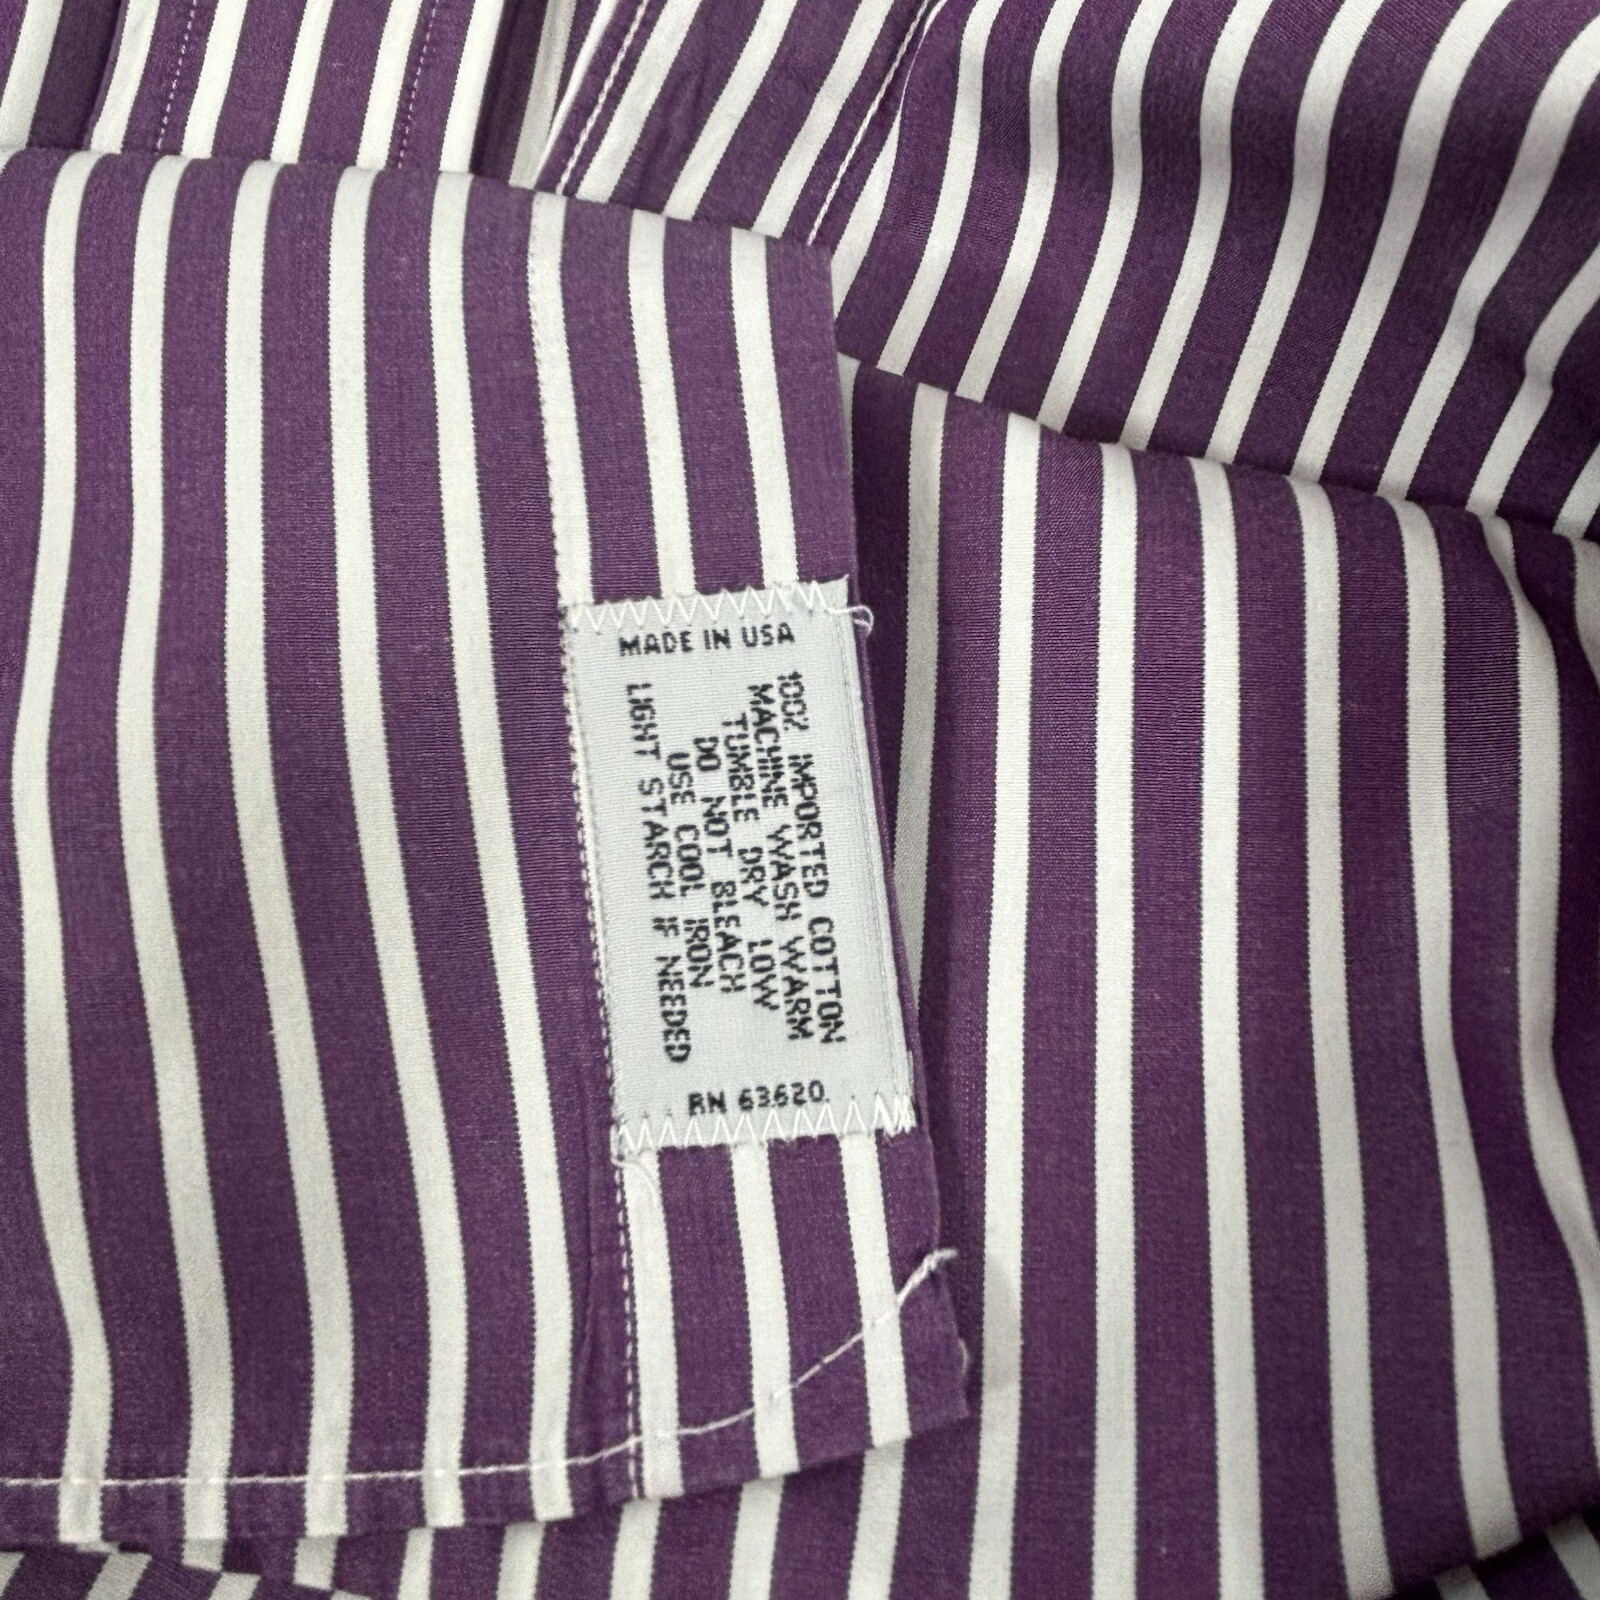 MADE IN USA
100% IMPORTED COTTON
MACHINE WASH WARM
TUMBLE DRY LOW
DO NOT BLEACH
USE COOL IRON
LIGHT STARCH IF NEEDED
RN 63620.